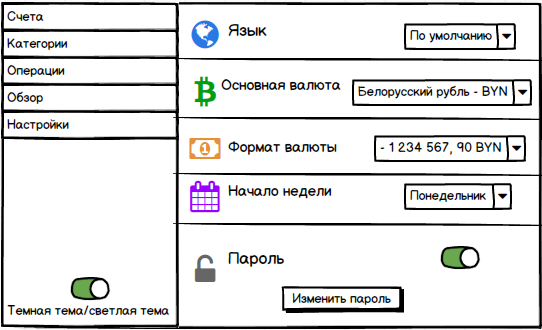 Счета
Категории
Операции
Обзор
Настройки
Темная тема/светлая тема
Язык
По умолчанию
Основная валюта
Белорусский рубль - BYN
Формат валюты
- 1 234 567, 90 BYN
Начало недели
Понедельник
Пароль
Изменить пароль